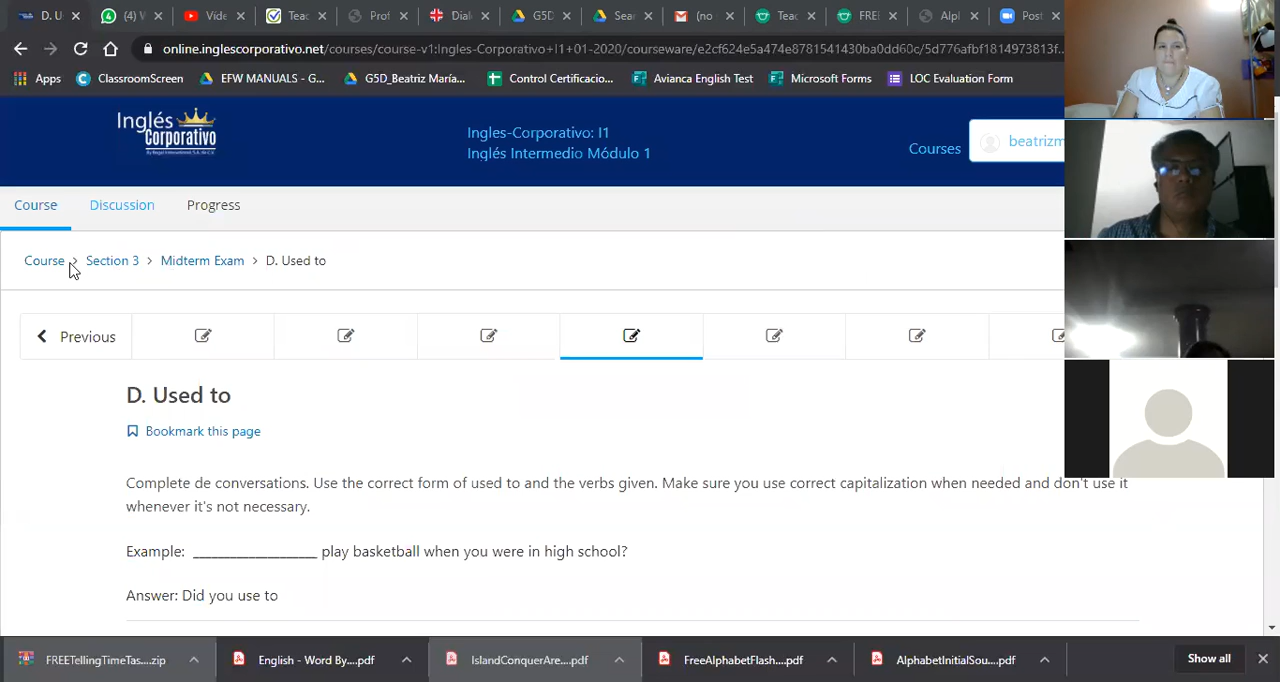 D. U
(4) W
Vide
Teac
Prof
Dial
G5D
Sear
(no
Teac
FREE
Alpl
Post
online.inglescorporativo.net/courses/course-v1:Ingles-Corporativo+I1+01-2020/courseware/e2cf624e5a474e8781541430ba0dd60c/5d776afbf1814973813f...
Apps
ClassroomScreen
EFW MANUALS - G...
G5D_Beatriz María...
Control Certificacio...
Avianca English Test
Microsoft Forms
LOC Evaluation Form
Inglés
Corporativo
Ingles-Corporativo: I1
Inglés Intermedio Módulo 1
Courses
beatrizm
Course
Discussion
Progress
Course > Section 3 > Midterm Exam > D. Used to
Previous
D. Used to
Bookmark this page
Complete de conversations. Use the correct form of used to and the verbs given. Make sure you use correct capitalization when needed and don't use it
whenever it's not necessary.
Example: __________________ play basketball when you were in high school?
Answer: Did you use to
FREETellingTimeTas....zip
English - Word By....pdf
IslandConquerAre....pdf
FreeAlphabetFlash....pdf
AlphabetInitialSou....pdf
Show all